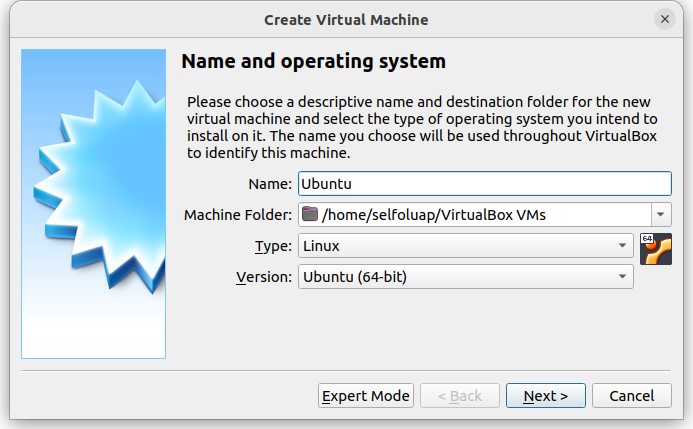 Create Virtual Machine
Name and operating system
Please choose a descriptive name and destination folder for the new
virtual machine and select the type of operating system you intend to
install on it. The name you choose will be used throughout VirtualBox
to identify this machine.
Name: Ubuntu
Machine Folder: /home/selfoluap/VirtualBox VMs
Type: Linux
64
Version: Ubuntu (64-bit)
Expert Mode < Back Next > Cancel